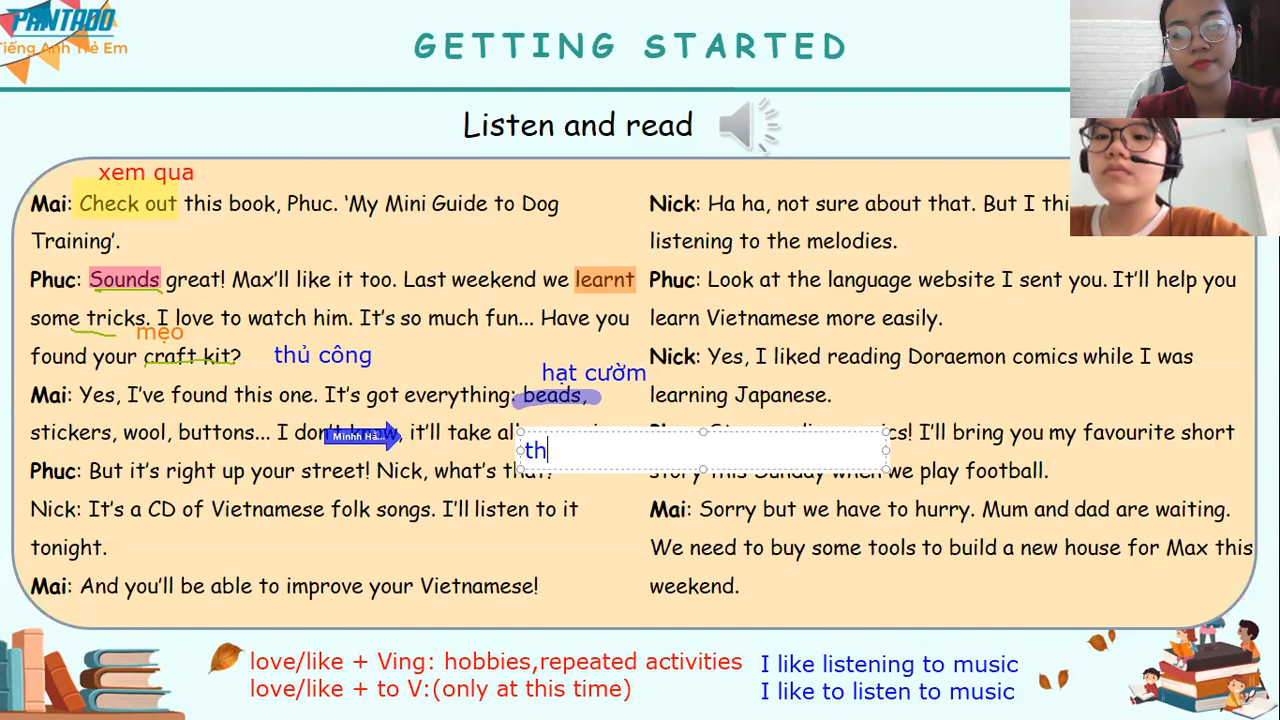 PANTADO
Tiếng Anh Trẻ Em
GETTING STARTED
Listen and read
xem qua
Mai: Check out this book, Phuc. ‘My Mini Guide to Dog
Training’.
Phuc: Sounds great! Max’ll like it too. Last weekend we learnt
some tricks. I love to watch him. It’s so much fun... Have you
mẹo
found your craft kit?
thủ công
hạt cườm
Mai: Yes, I’ve found this one. It’s got everything: beads,
stickers, wool, buttons... I don't know, it’ll take all
Minhh Hà...
th
Phuc: But it’s right up your street! Nick, what’s that?
Nick: It’s a CD of Vietnamese folk songs. I’ll listen to it
tonight.
Mai: And you’ll be able to improve your Vietnamese!
Nick: Ha ha, not sure about that. But I
listening to the melodies.
Phuc: Look at the language website I sent you. It’ll help you
learn Vietnamese more easily.
Nick: Yes, I liked reading Doraemon comics while I was
learning Japanese.
I’ll bring you my favourite short
story this Sunday when we play football.
Mai: Sorry but we have to hurry. Mum and dad are waiting.
We need to buy some tools to build a new house for Max this
weekend.
love/like + Ving: hobbies,repeated activities
love/like + to V:(only at this time)
I like listening to music
I like to listen to music